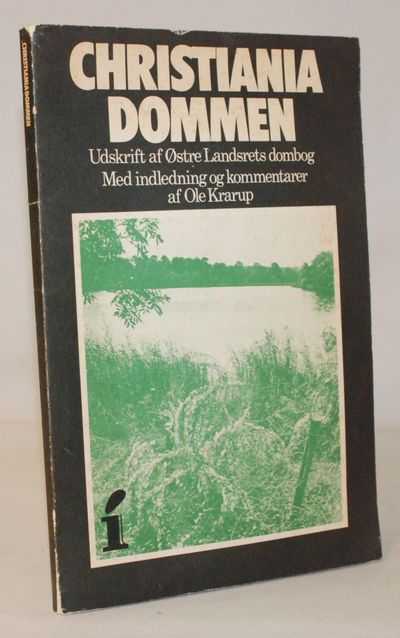 CHRISTIANIA
DOMMEN
Udskrift af Østre Landsrets dombog
Med indledning og kommentarer
af Ole Krarup
i
CHRISTIANIA DOMMEN